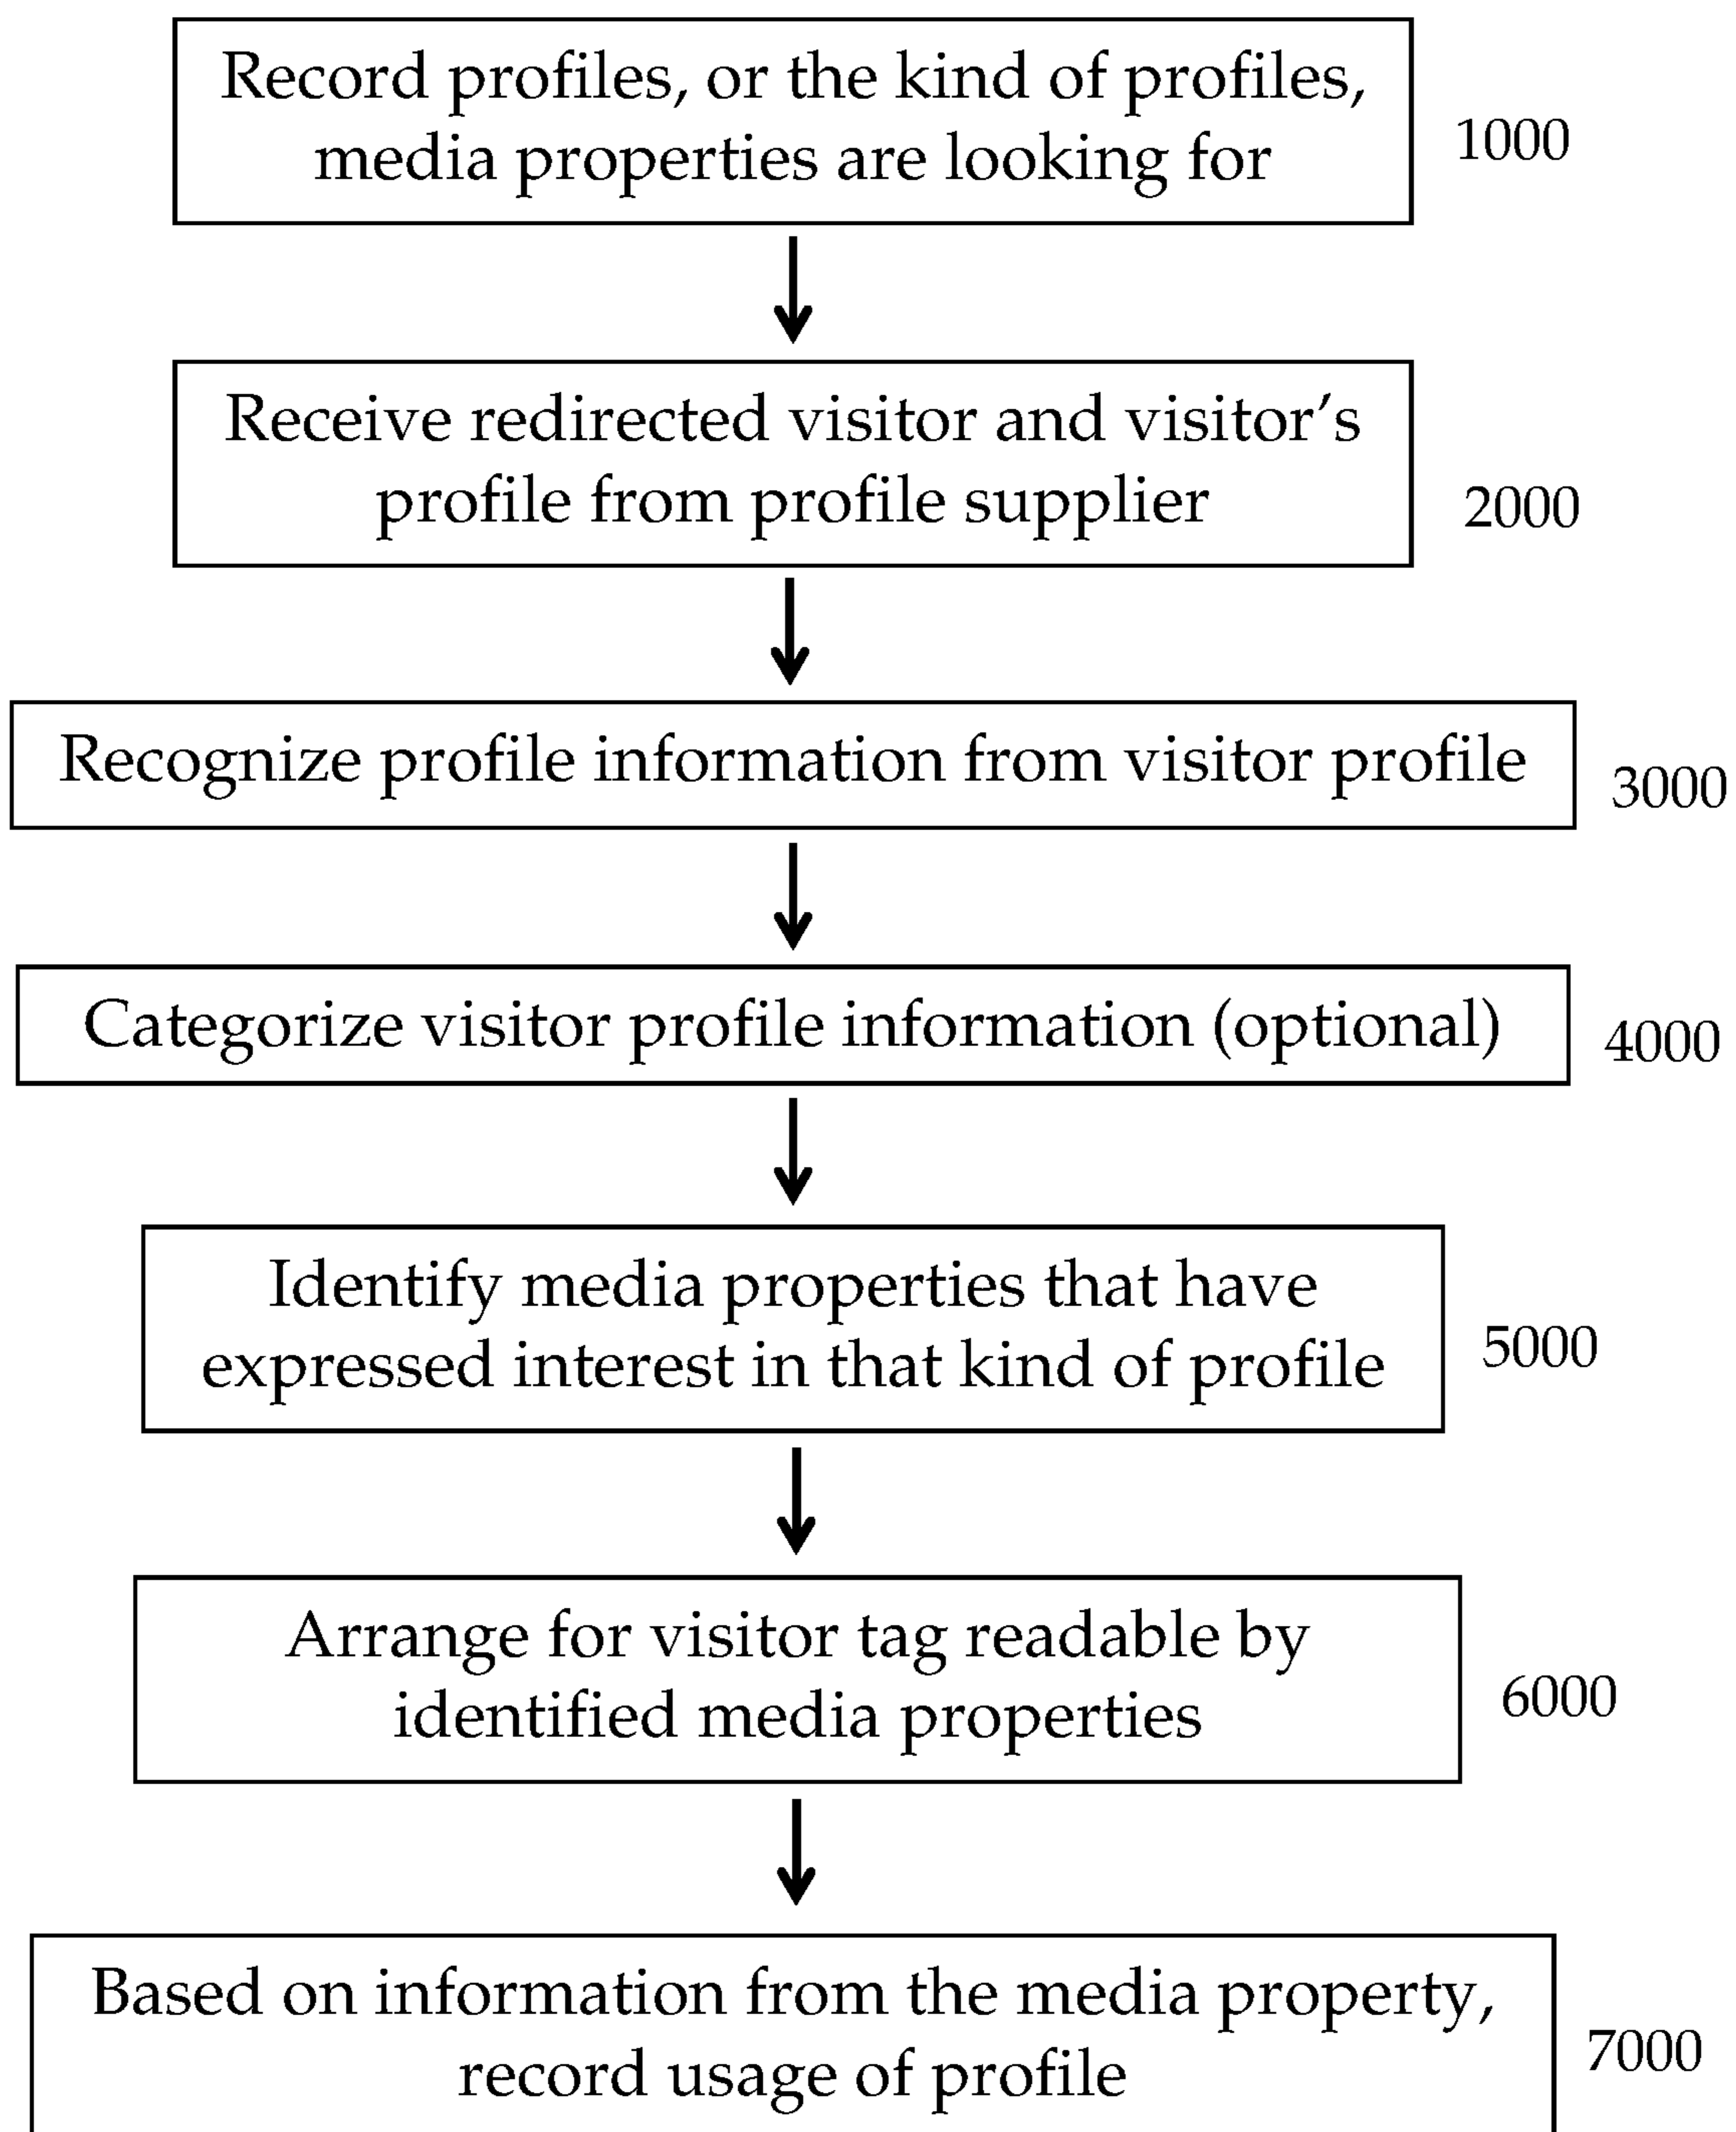 Record profiles, or the kind of profiles,
media properties are looking for
1000
Receive redirected visitor and visitor's
profile from profile supplier
2000
Recognize profile information from visitor profile
3000
Categorize visitor profile information (optional)
4000
Identify media properties that have
expressed interest in that kind of profile
5000
Arrange for visitor tag readable by
identified media properties
6000
Based on information from the media property,
record usage of profile
7000